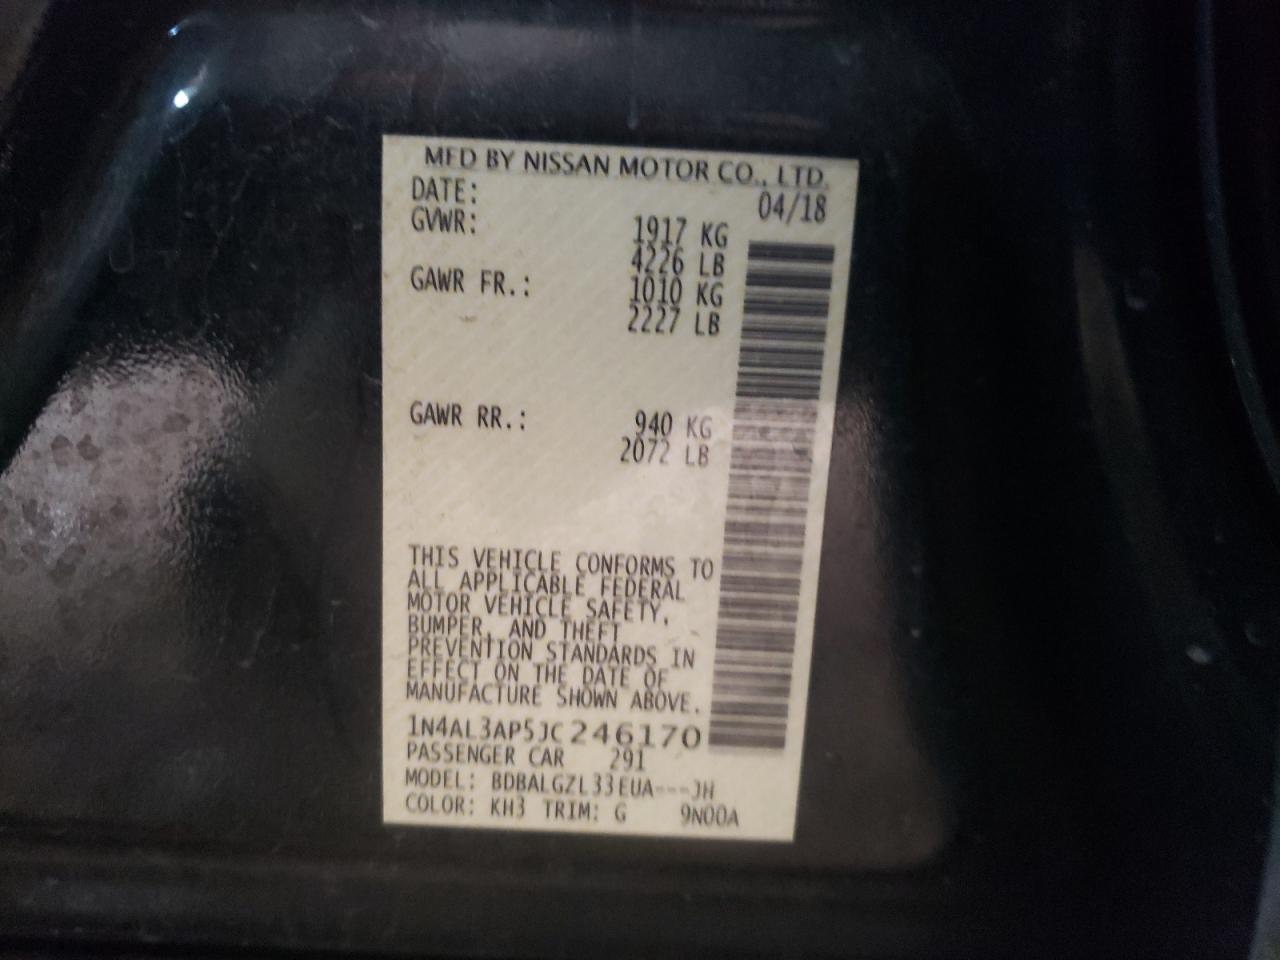 MFD BY NISSAN MOTOR CO., LTD.
DATE: 04/18
GVWR: 1917 KG
4226 LB
GAWR FR.: 1010 KG
2227 LB
GAWR RR.: 940 KG
2072 LB
THIS VEHICLE CONFORMS TO
ALL APPLICABLE FEDERAL
MOTOR VEHICLE SAFETY,
BUMPER, AND THEFT
PREVENTION STANDARDS IN
EFFECT ON THE DATE OF
MANUFACTURE SHOWN ABOVE.
1N4AL3AP5JC246170
PASSENGER CAR 291
MODEL: BDBALGZL33EUA---JH
COLOR: KH3 TRIM: G 9N00A